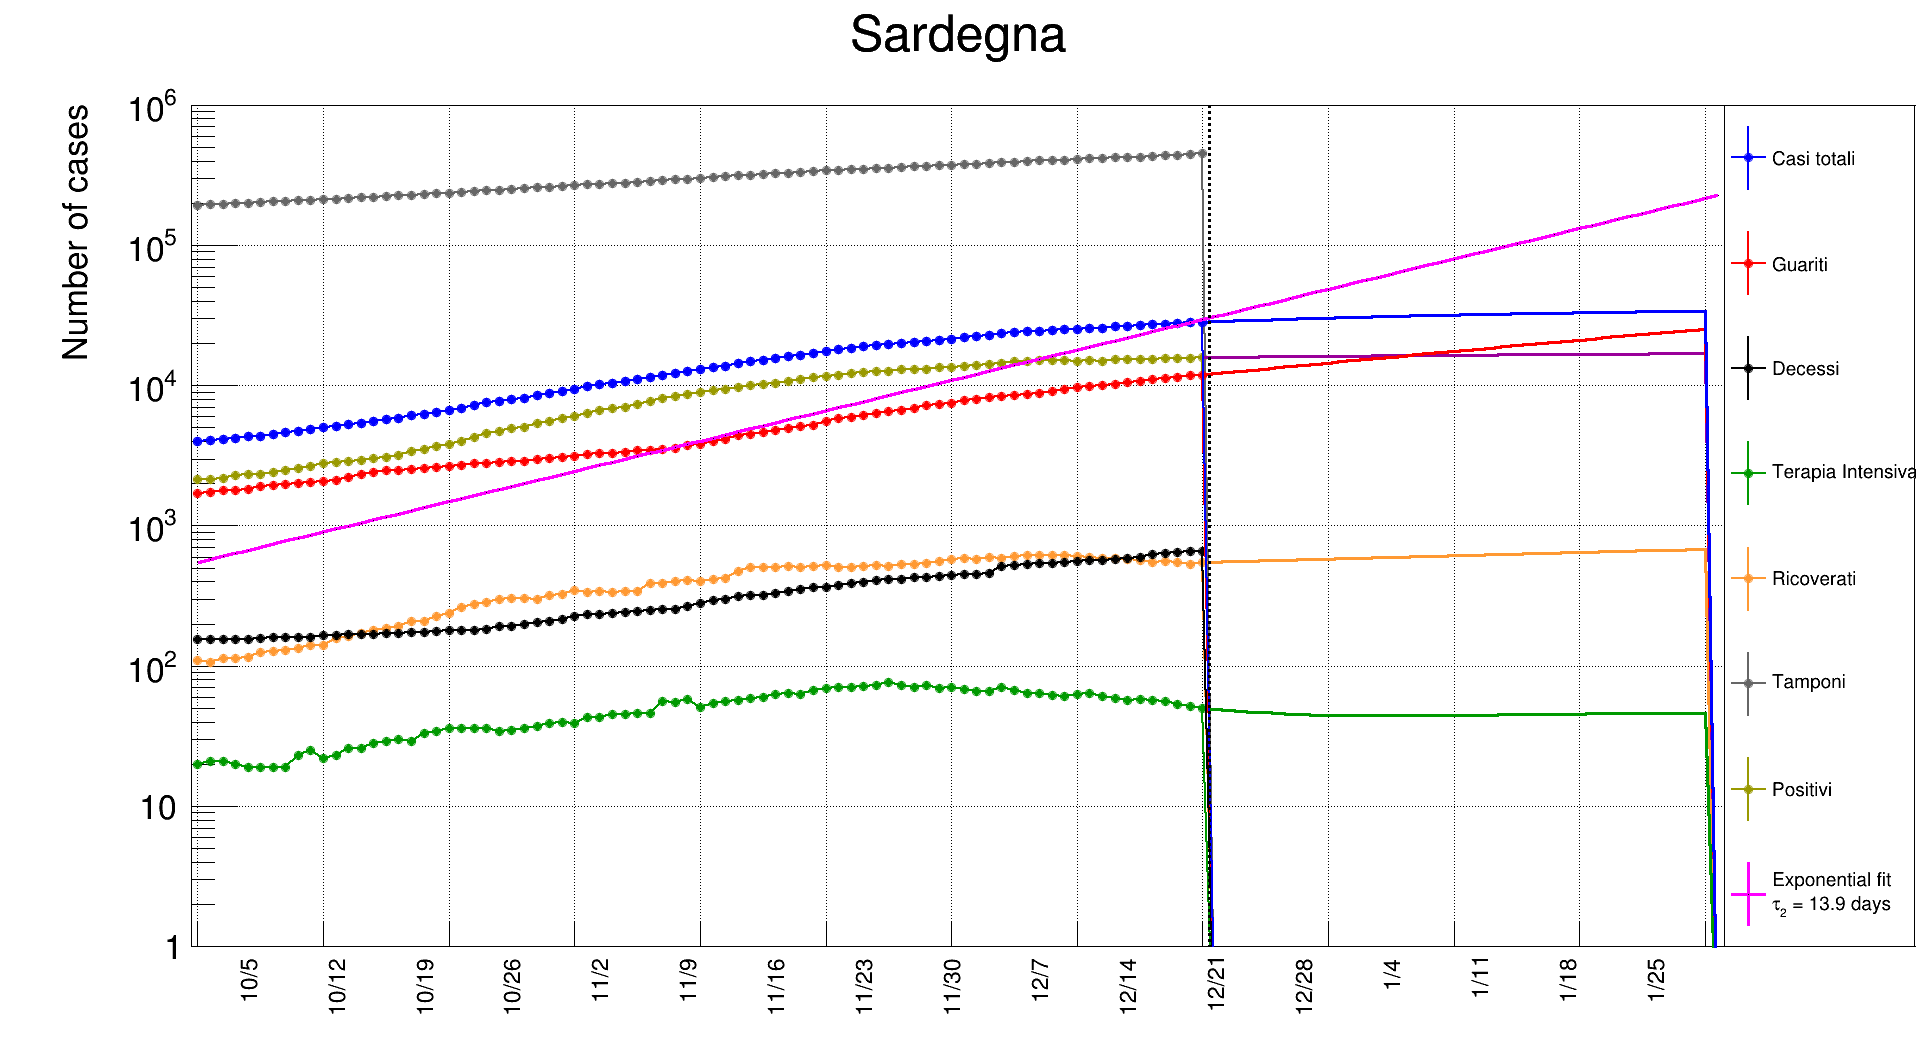 Sardegna
Number of cases
10^6
10^5
10^4
10^3
10^2
10
1
10/5
10/12
10/19
10/26
11/2
11/9
11/16
11/23
11/30
12/7
12/14
12/21
12/28
1/4
1/11
1/18
1/25
Casi totali
Guariti
Decessi
Terapia Intensiva
Ricoverati
Tamponi
Positivi
Exponential fit
τ_2 = 13.9 days